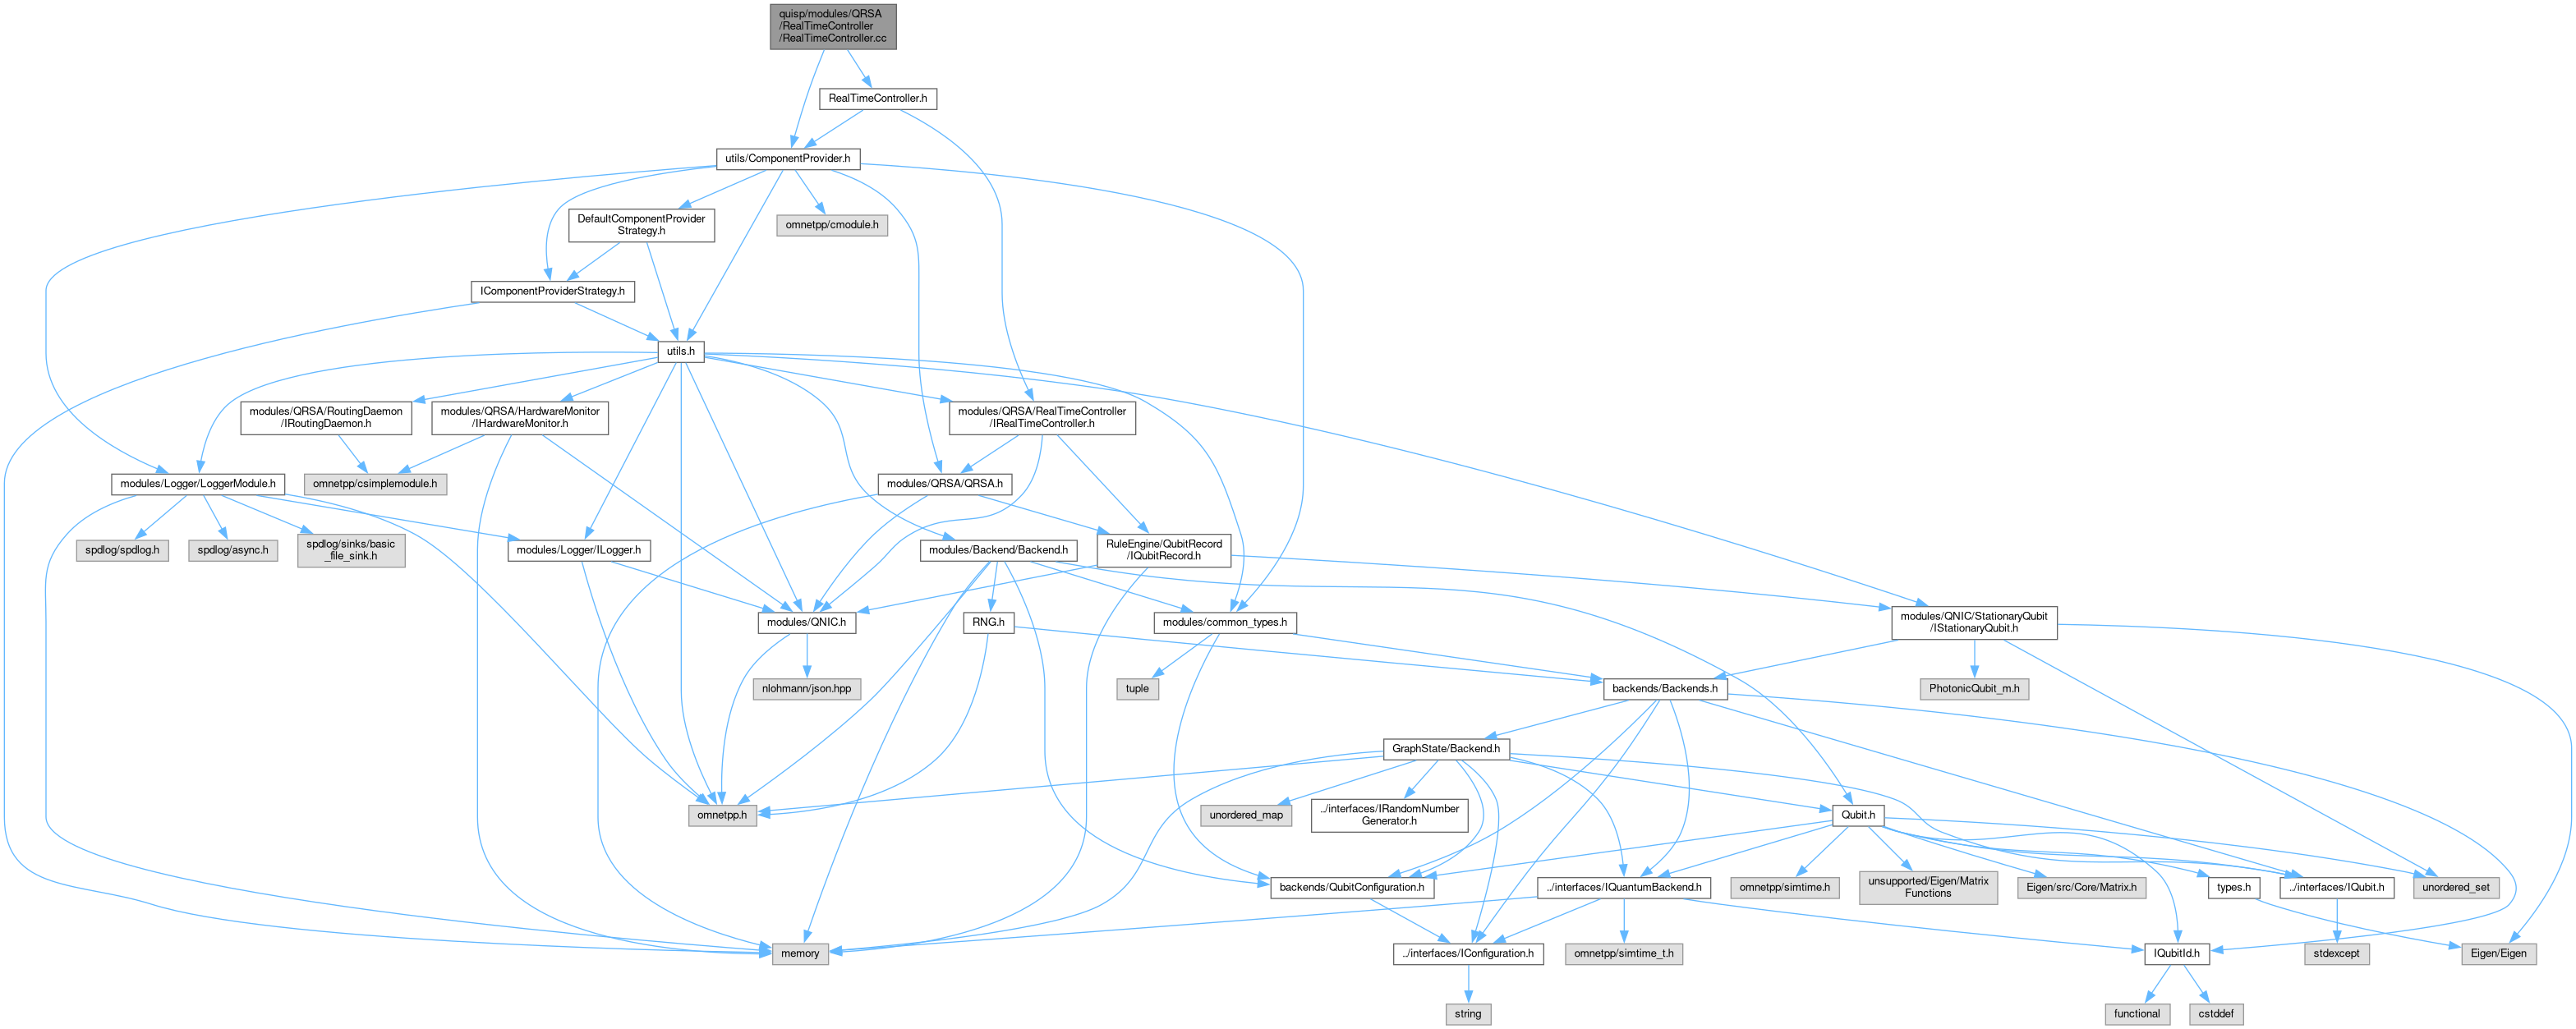 quisp/modules/QRSA
/RealTimeController
/RealTimeController.cc
RealTimeController.h
utils/ComponentProvider.h
DefaultComponentProvider
Strategy.h
omnetpp/cmodule.h
IComponentProviderStrategy.h
utils.h
modules/QRSA/RoutingDaemon
/IRoutingDaemon.h
modules/QRSA/HardwareMonitor
/IHardwareMonitor.h
modules/QRSA/RealTimeController
/IRealTimeController.h
modules/Logger/LoggerModule.h
omnetpp/csimplemodule.h
modules/QRSA/QRSA.h
spdlog/spdlog.h
spdlog/async.h
spdlog/sinks/basic
_file_sink.h
modules/Logger/ILogger.h
modules/Backend/Backend.h
RuleEngine/QubitRecord
/IQubitRecord.h
modules/QNIC.h
RNG.h
modules/common_types.h
modules/QNIC/StationaryQubit
/IStationaryQubit.h
nlohmann/json.hpp
tuple
backends/Backends.h
PhotonicQubit_m.h
GraphState/Backend.h
omnetpp.h
unordered_map
../interfaces/IRandomNumber
Generator.h
Qubit.h
backends/QubitConfiguration.h
../interfaces/IQuantumBackend.h
omnetpp/simtime.h
unsupported/Eigen/Matrix
Functions
Eigen/src/Core/Matrix.h
types.h
../interfaces/IQubit.h
unordered_set
memory
../interfaces/IConfiguration.h
omnetpp/simtime_t.h
IQubitId.h
stdexcept
Eigen/Eigen
string
functional
cstddef